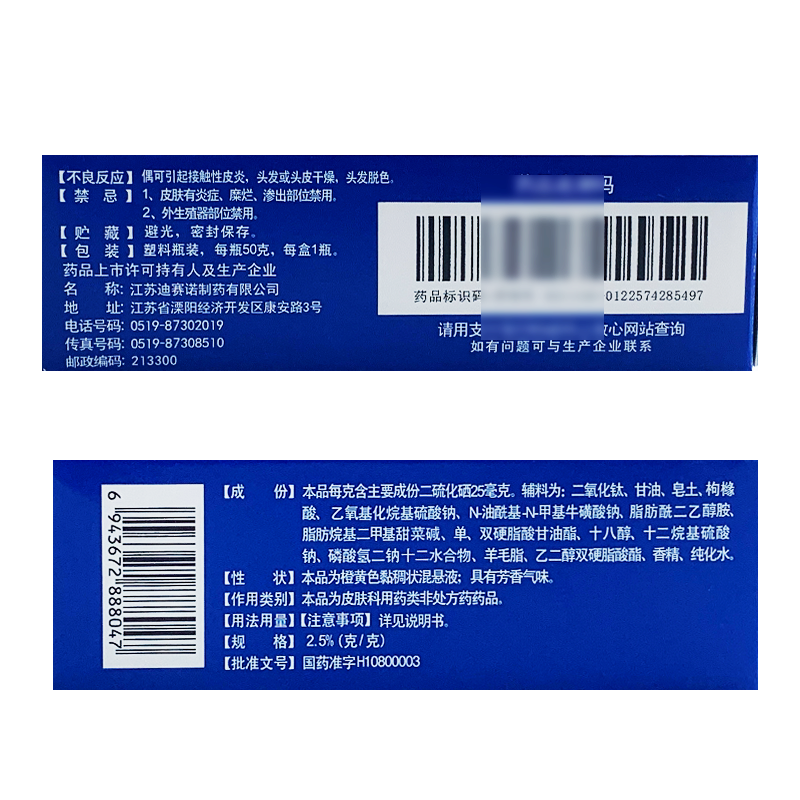 【不良反应】偶可引起接触性皮炎，头发或头皮干燥，头发脱色。
【禁 忌】1、皮肤有炎症、糜烂、渗出部位禁用。
2、外生殖器部位禁用。
【贮 藏】避光，密封保存。
【包 装】塑料瓶装，每瓶50克，每盒1瓶。
药品上市许可持有人及生产企业
名 称: 江苏迪赛诺制药有限公司
地 址: 江苏省溧阳经济开发区康安路3号
电话号码: 0519-87302019
传真号码: 0519-87308510
邮政编码: 213300
码
药品标识码
0122574285497
请用支
放心网站查询
如有问题可与生产企业联系
6 943672 888047
【成 份】本品每克含主要成份二硫化硒25毫克。辅料为：二氧化钛、甘油、皂土、枸橼
酸、乙氧基化烷基硫酸钠、N-油酰基-N-甲基牛磺酸钠、脂肪酰二乙醇胺、
脂肪烷基二甲基甜菜碱、单、双硬脂酸甘油酯、十八醇、十二烷基硫酸
钠、磷酸氢二钠十二水合物、羊毛脂、乙二醇双硬脂酸酯、香精、纯化水。
【性 状】本品为橙黄色黏稠状混悬液；具有芳香气味。
【作用类别】本品为皮肤科用药类非处方药药品。
【用法用量】【注意事项】详见说明书。
【规 格】2.5%(克/克)
【批准文号】国药准字H10800003